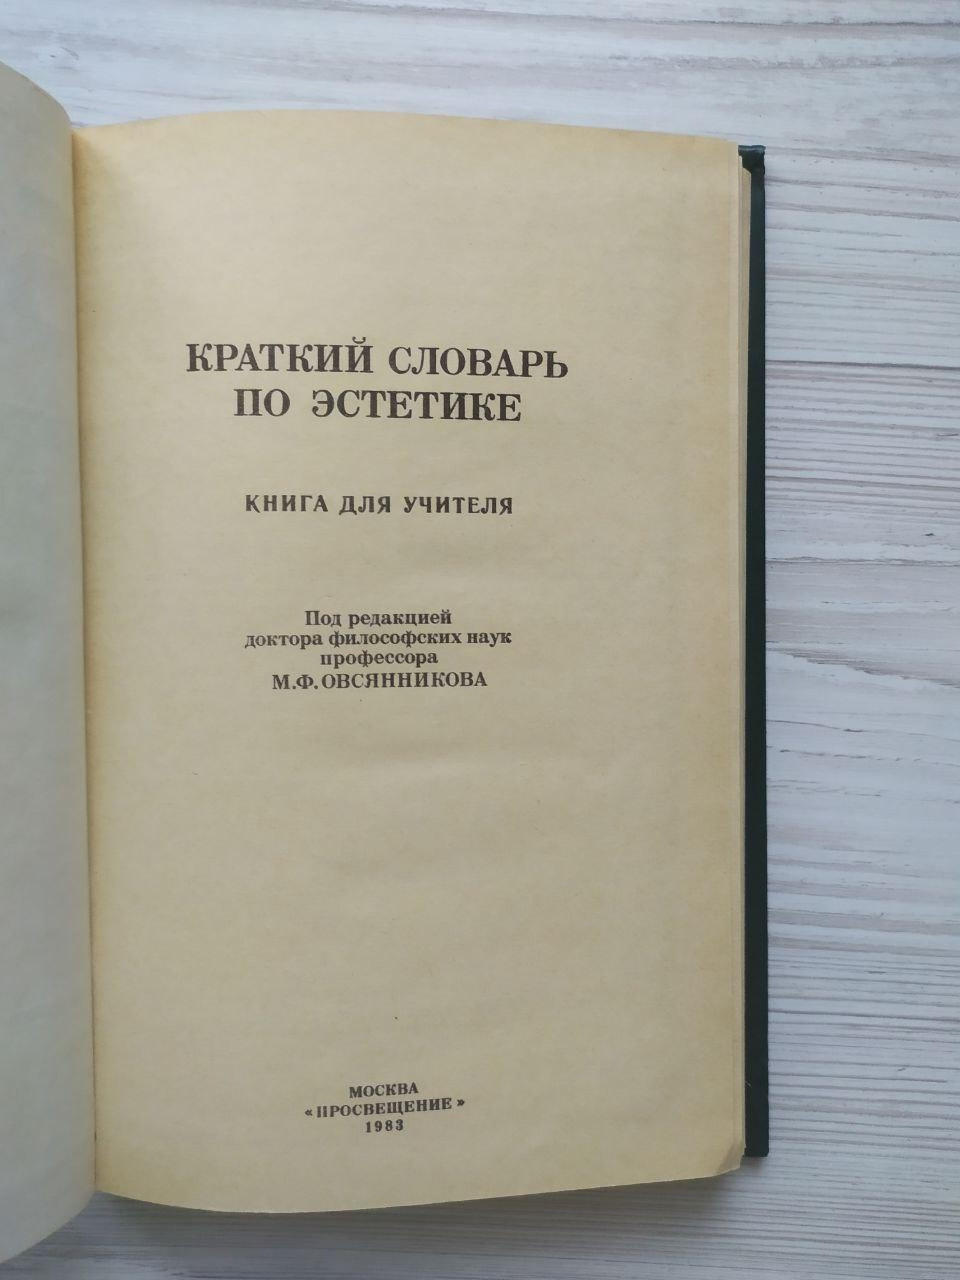 КРАТКИЙ СЛОВАРЬ
ПО ЭСТЕТИКЕ
КНИГА ДЛЯ УЧИТЕЛЯ
Под редакцией
доктора философских наук
профессора
М.Ф.ОВСЯННИКОВА
МОСКВА
«ПРОСВЕЩЕНИЕ»
1983